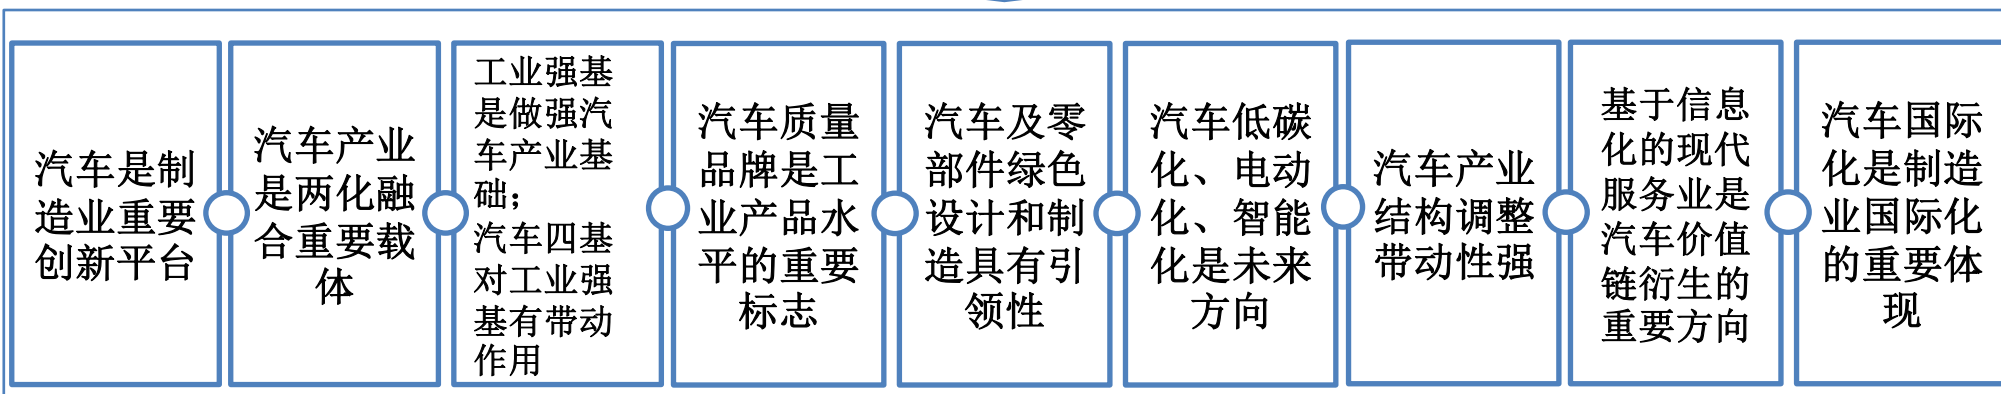 汽车是制
造业重要
创新平台
汽车产业
是两化融
合重要载
体
工业强基
是做强汽
车产业基
础；
汽车四基
对工业强
基有带动
作用
汽车质量
品牌是工
业产品水
平的重要
标志
汽车及零
部件绿色
设计和制
造具有引
领性
汽车低碳
化、电动
化、智能
化是未来
方向
汽车产业
结构调整
带动性强
基于信息
化的现代
服务业是
汽车价值
链衍生的
重要方向
汽车国际
化是制造
业国际化
的重要体
现